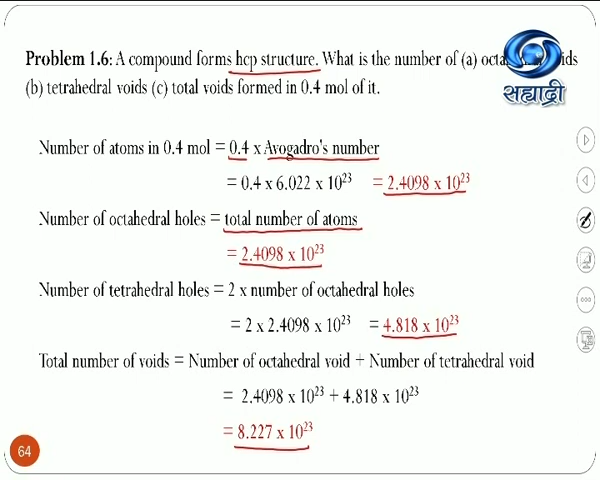 Problem 1.6: A compound forms hcp structure. What is the number of (a)
(b) tetrahedral voids (c) total voids formed in 0.4 mol of it.
सह्याद्री
Number of atoms in 0.4 mol = 0.4 x Avogadro's number
= 0.4 x 6.022 x 10²³ = 2.4098 x 10²³
Number of octahedral holes = total number of atoms
= 2.4098 x 10²³
Number of tetrahedral holes = 2 x number of octahedral holes
= 2 x 2.4098 x 10²³ = 4.818 x 10²³
Total number of voids = Number of octahedral void + Number of tetrahedral void
= 2.4098 x 10²³ + 4.818 x 10²³
= 8.227 x 10²³
64